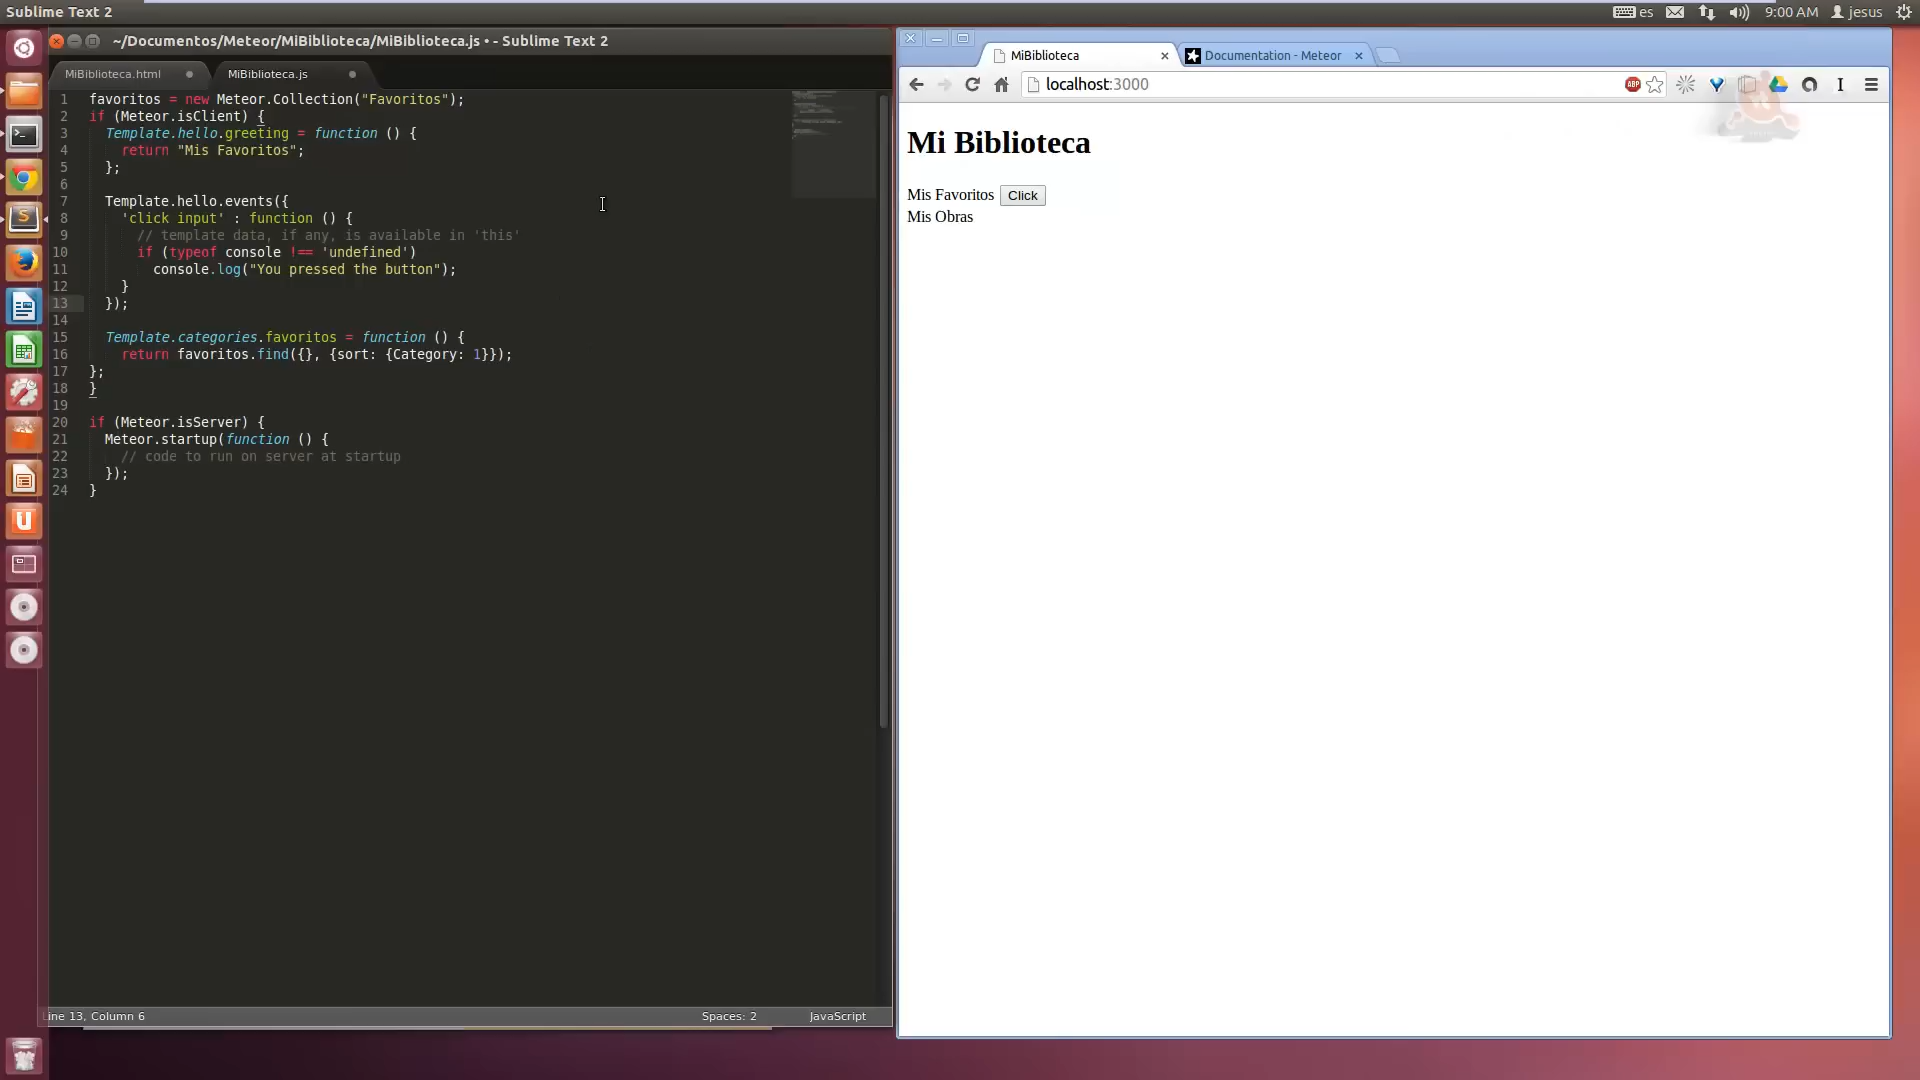 Sublime Text 2
es
9:00 AM
jesus
~/Documentos/Meteor/MiBiblioteca/MiBiblioteca.js • - Sublime Text 2
MiBiblioteca.html
MiBiblioteca.js
1 favoritos = new Meteor.Collection("Favoritos");
2 if (Meteor.isClient) {
3 Template.hello.greeting = function () {
4 return "Mis Favoritos";
5 };
6
7 Template.hello.events({
8 'click input' : function () {
9 // template data, if any, is available in 'this'
10 if (typeof console !== 'undefined')
11 console.log("You pressed the button");
12 }
13 });
14
15 Template.categories.favoritos = function () {
16 return favoritos.find({}, {sort: {Category: 1}});
17 };
18 }
19
20 if (Meteor.isServer) {
21 Meteor.startup(function () {
22 // code to run on server at startup
23 });
24 }
ine 13, Column 6
Spaces: 2
JavaScript
MiBiblioteca
Documentation - Meteor
localhost:3000
ABP
Mi Biblioteca
Mis Favoritos Click
Mis Obras